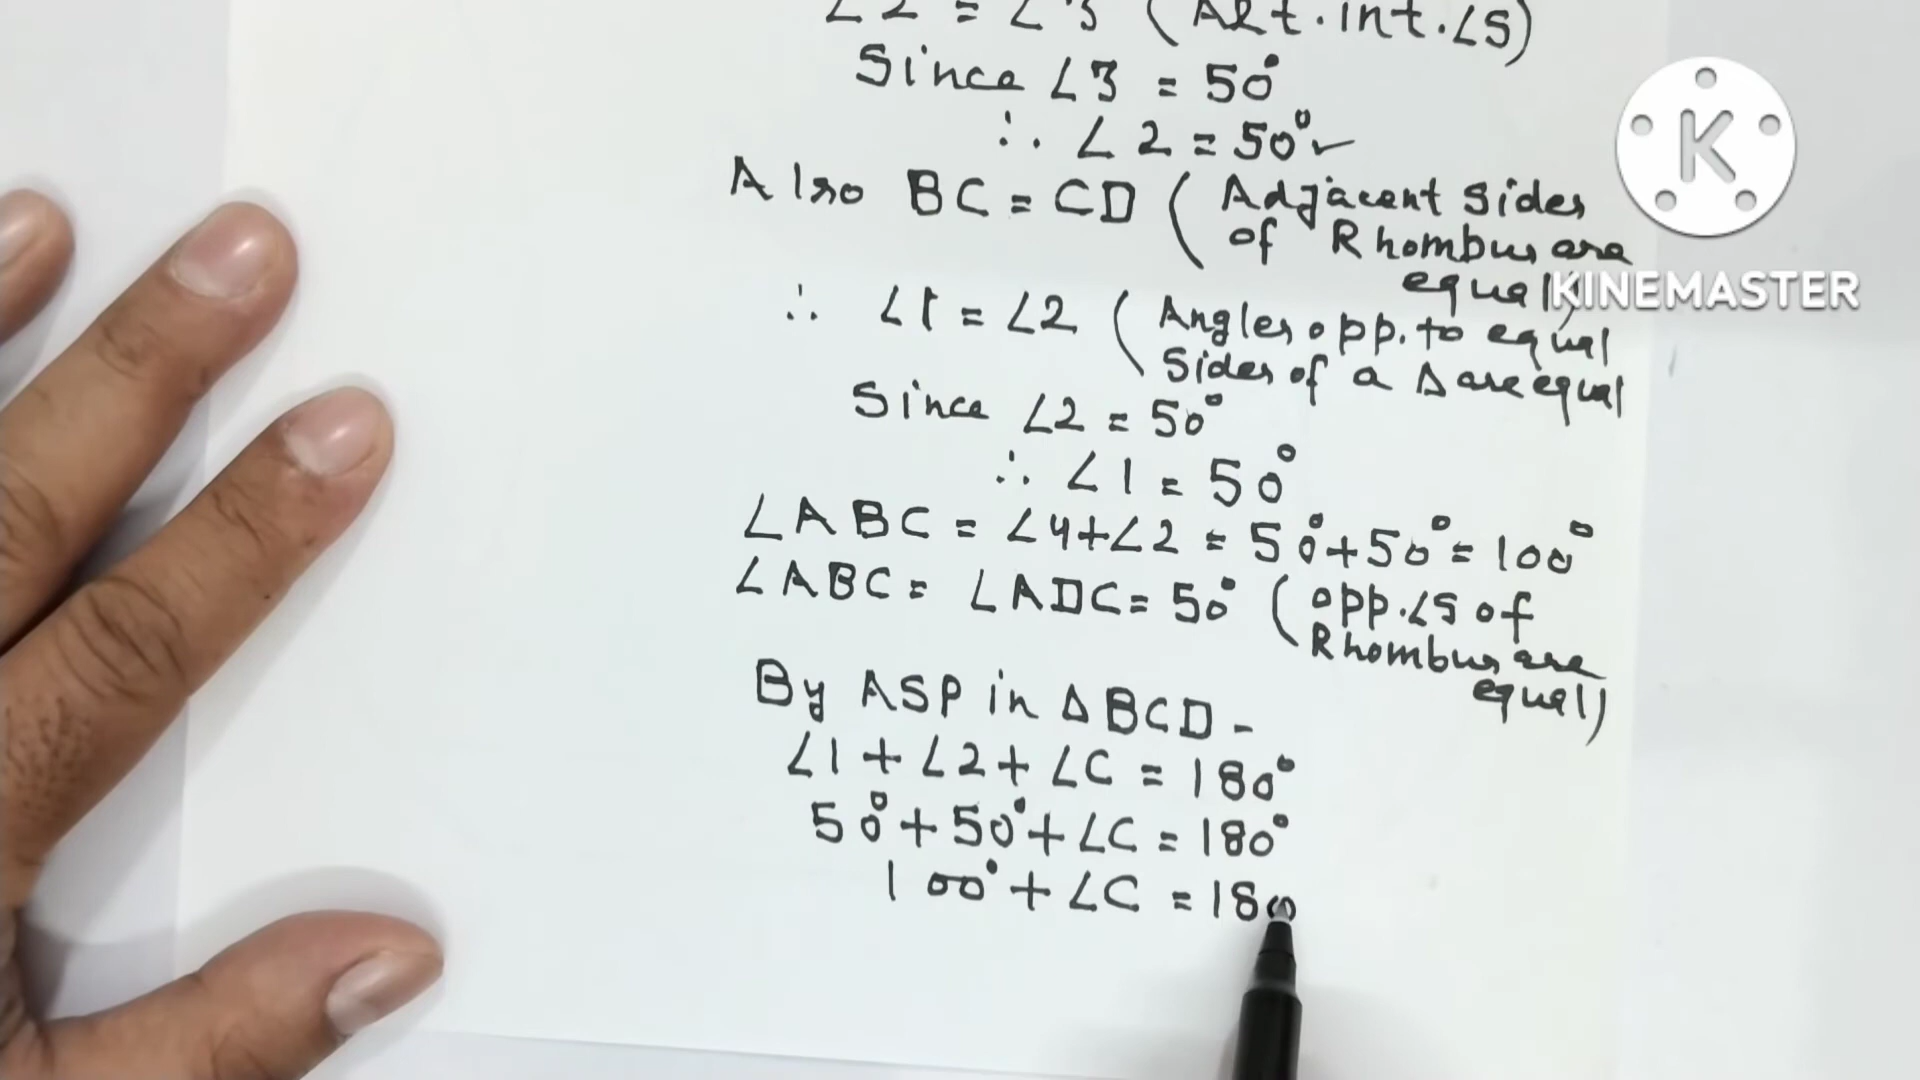 ∠2 = ∠3 (Alt.int.∠S)
Since ∠3 = 50°
∴ ∠2 = 50° ✓
Also BC = CD (Adjacent sides
of Rhombus are
equal)
∴ ∠1 = ∠2 (Angles opp. to equal
Sides of a Δ are equal
Since ∠2 = 50°
∴ ∠1 = 50°
∠ABC = ∠4+∠2 = 50°+50° = 100°
∠ABC = ∠ADC = 50° (opp.∠S of
Rhombus are
equal)
By ASP in ΔBCD -
∠1 + ∠2 + ∠C = 180°
50° + 50° + ∠C = 180°
100° + ∠C = 180
K
KINEMASTER